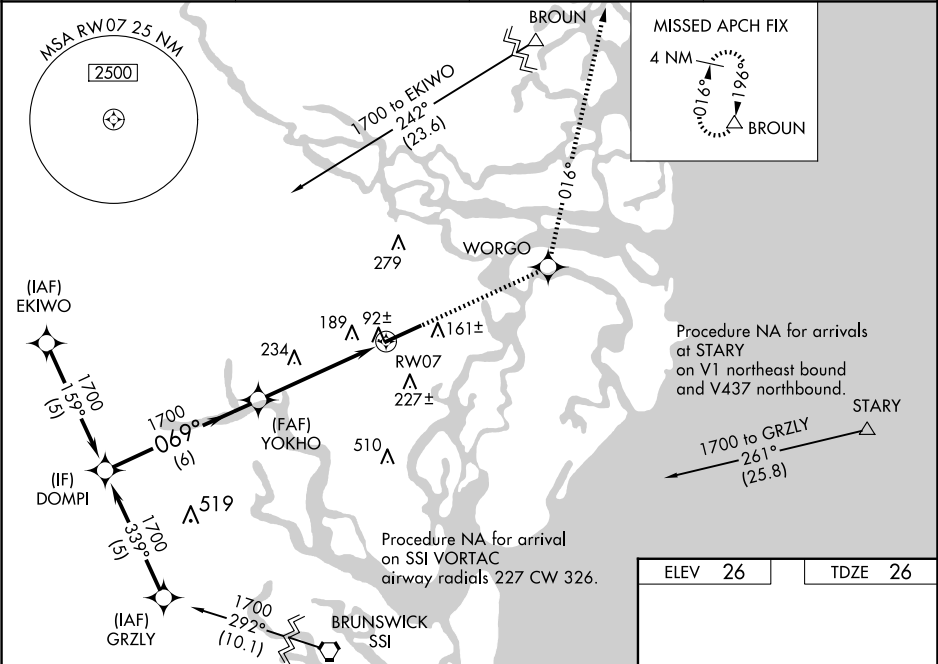 MSA RW07 25 NM
2500
BROUN
1700 to EKIWO
242°
(23.6)
MISSED APCH FIX
4 NM
016°
196°
BROUN
016°
WORGO
279
(IAF)
EKIWO
1700
159°
(5)
189
92±
161±
234
RW07
227±
1700
069°
(6)
(FAF)
YOKHO
510
(IF)
DOMPI
519
1700
339°
(5)
Procedure NA for arrivals
at STARY
on V1 northeast bound
and V437 northbound.
STARY
1700 to GRZLY
261°
(25.8)
Procedure NA for arrival
on SSI VORTAC
airway radials 227 CW 326.
(IAF)
GRZLY
1700
292°
(10.1)
BRUNSWICK
SSI
ELEV 26
TDZE 26